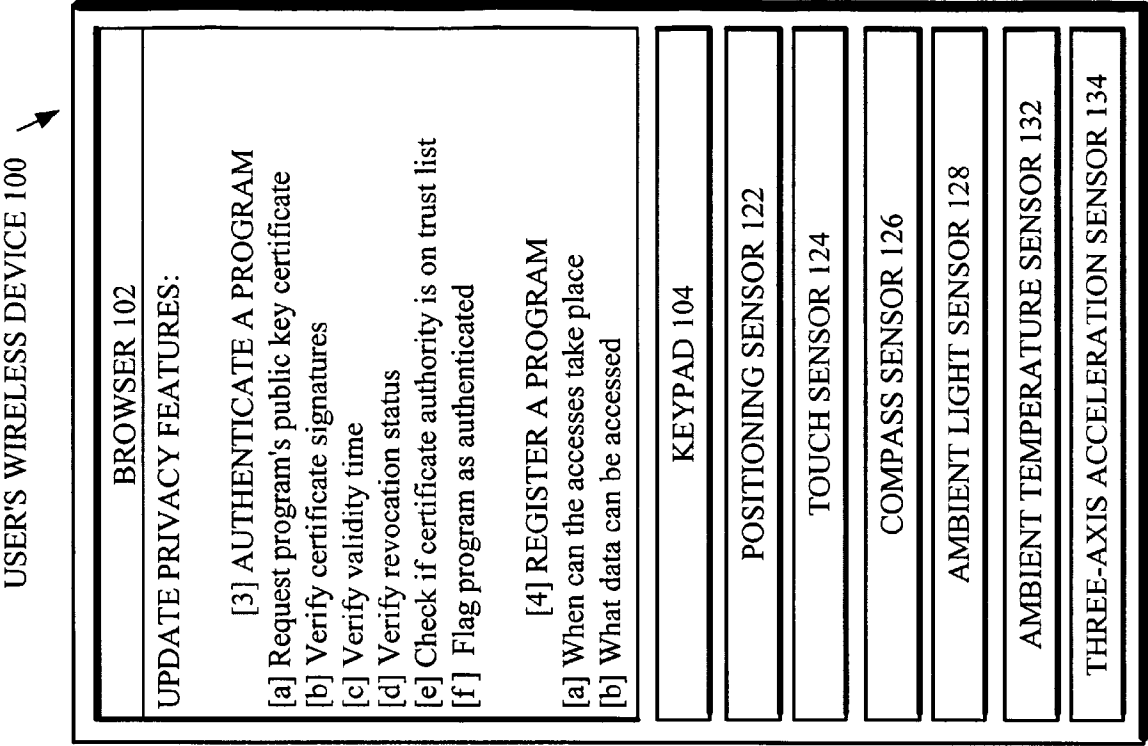 USER'S WIRELESS DEVICE 100
BROWSER 102
UPDATE PRIVACY FEATURES:
[3] AUTHENTICATE A PROGRAM
[a] Request program's public key certificate
[b] Verify certificate signatures
[c] Verify validity time
[d] Verify revocation status
[e] Check if certificate authority is on trust list
[f ] Flag program as authenticated
[4] REGISTER A PROGRAM
[a] When can the accesses take place
[b] What data can be accessed
KEYPAD 104
POSITIONING SENSOR 122
TOUCH SENSOR 124
COMPASS SENSOR 126
AMBIENT LIGHT SENSOR 128
AMBIENT TEMPERATURE SENSOR 132
THREE-AXIS ACCELERATION SENSOR 134